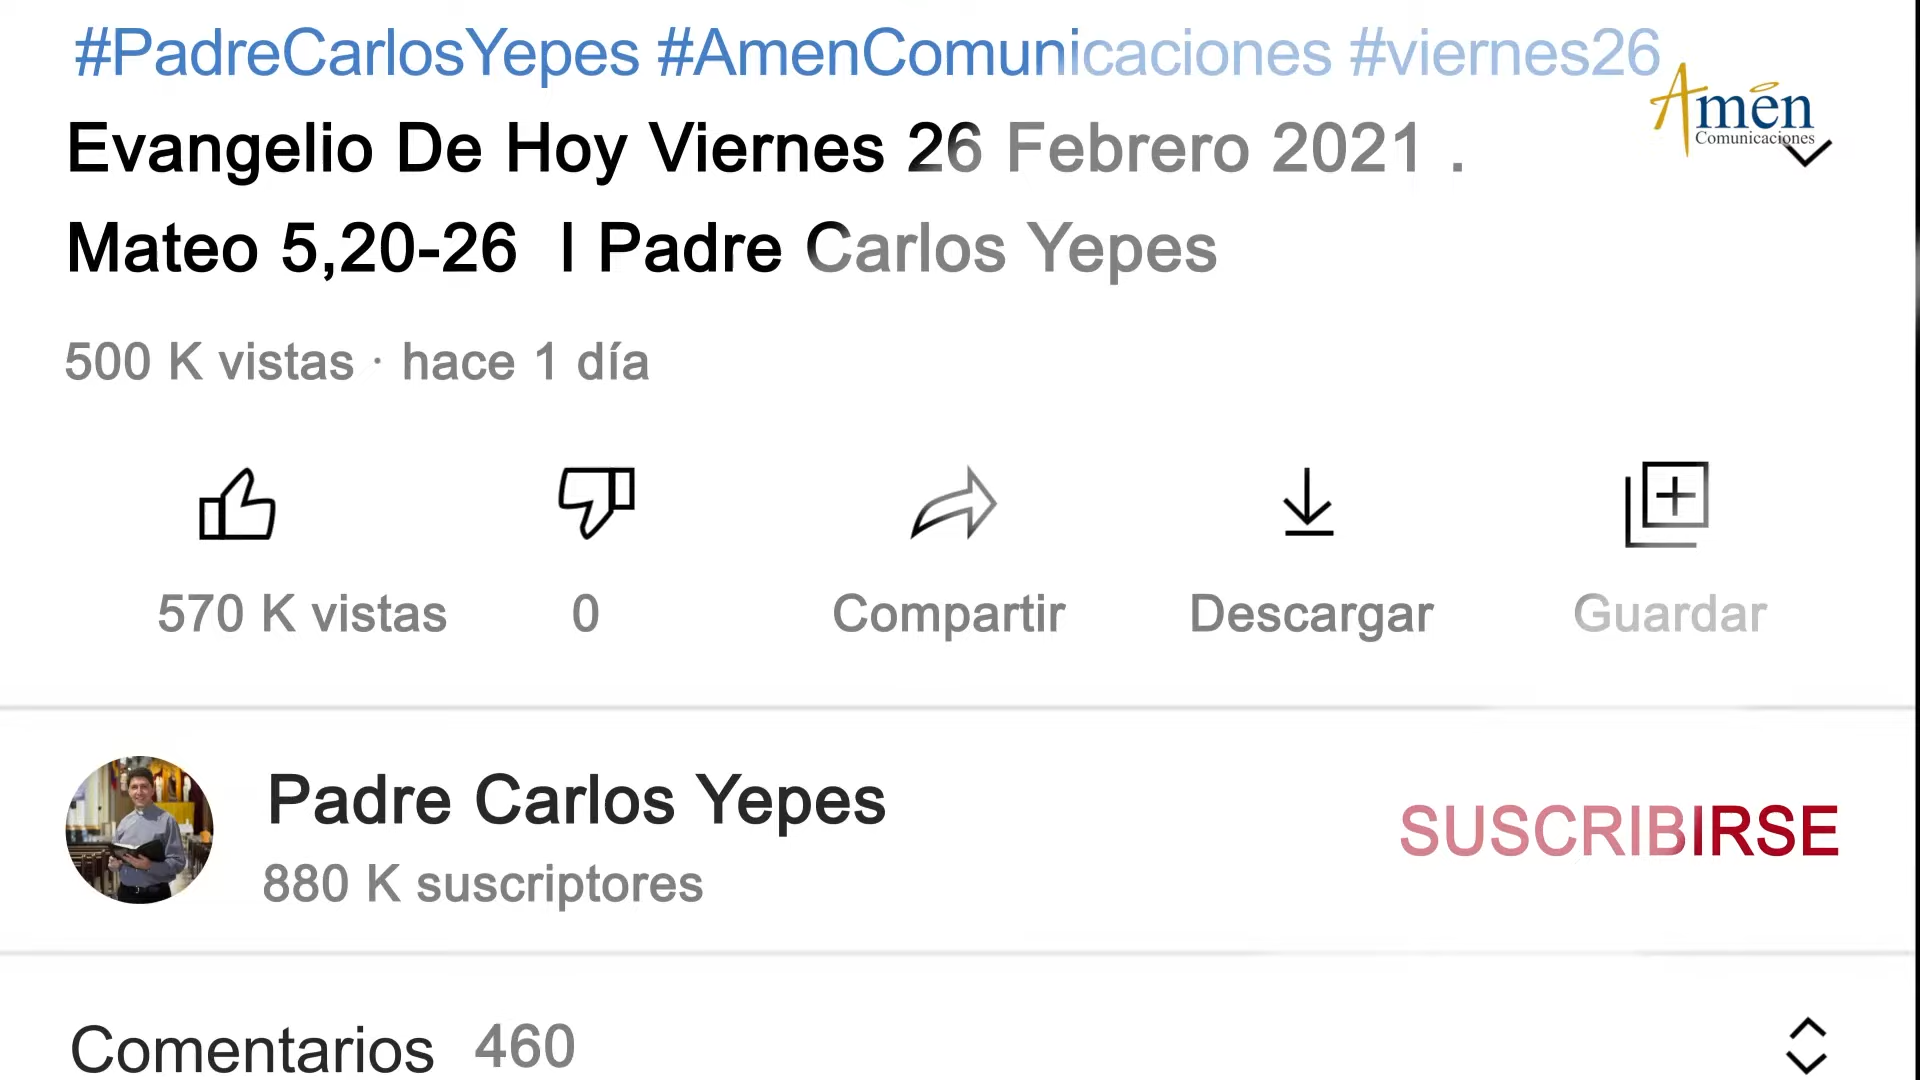 #PadreCarlosYepes #AmenComunicaciones #viernes26
Amén
Comunicaciones
Evangelio De Hoy Viernes 26 Febrero 2021 .
Mateo 5,20-26 I Padre Carlos Yepes
500 K vistas · hace 1 día
570 K vistas
0
Compartir
Descargar
Guardar
Padre Carlos Yepes
880 K suscriptores
SUSCRIBIRSE
Comentarios 460